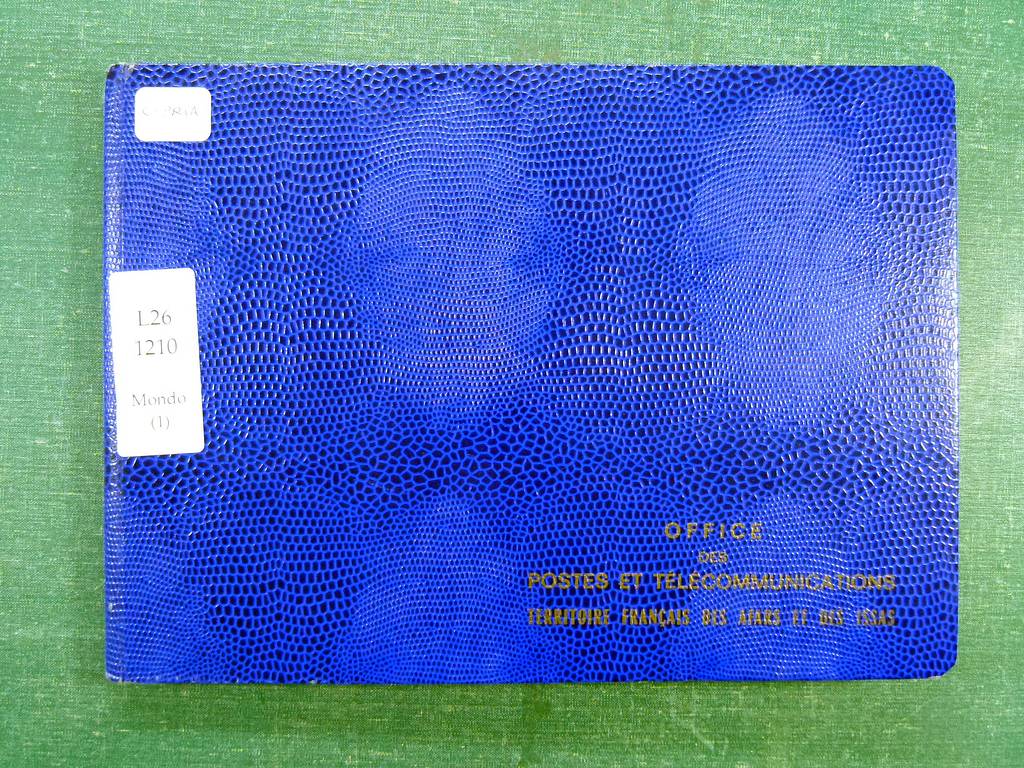 L26
1210
Mondo
(1)
OFFICE
DES
POSTES ET TÉLÉCOMMUNICATIONS
TERRITOIRE FRANÇAIS DES AFARS ET DES ISSAS